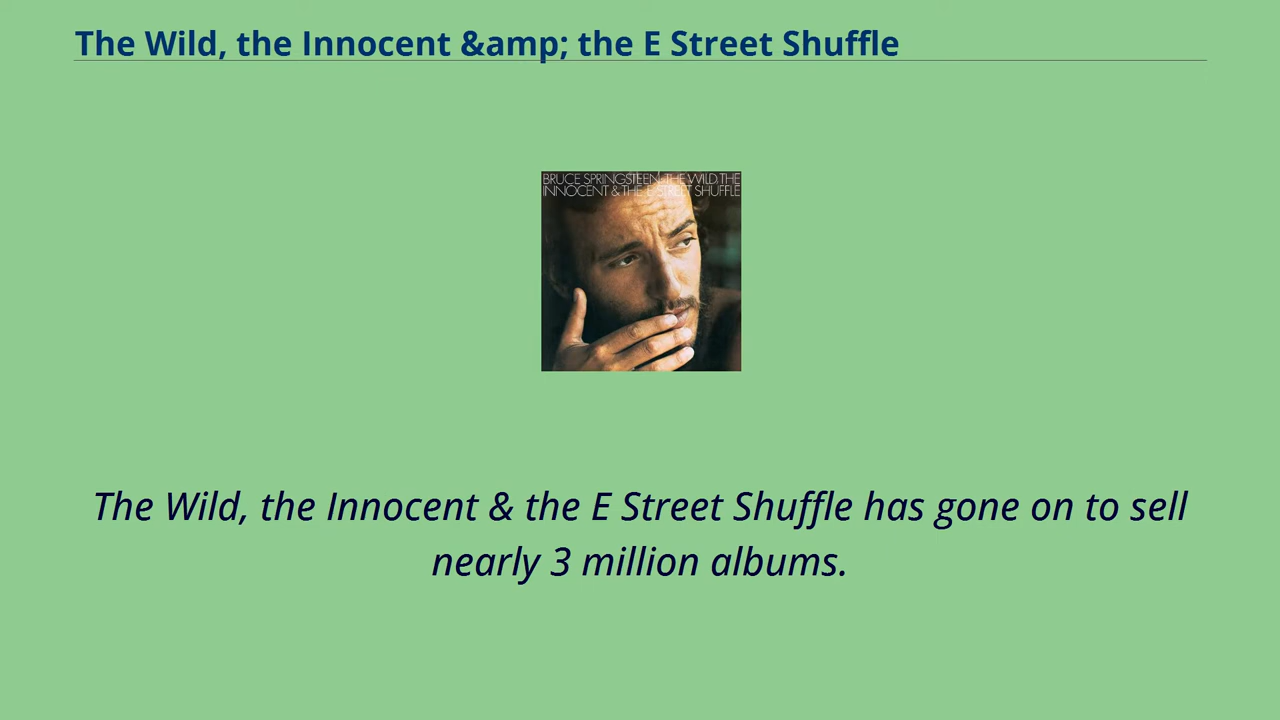 The Wild, the Innocent &amp; the E Street Shuffle
BRUCE SPRINGSTEEN, THE WILD, THE
INNOCENT & THE E STREET SHUFFLE
The Wild, the Innocent & the E Street Shuffle has gone on to sell
nearly 3 million albums.